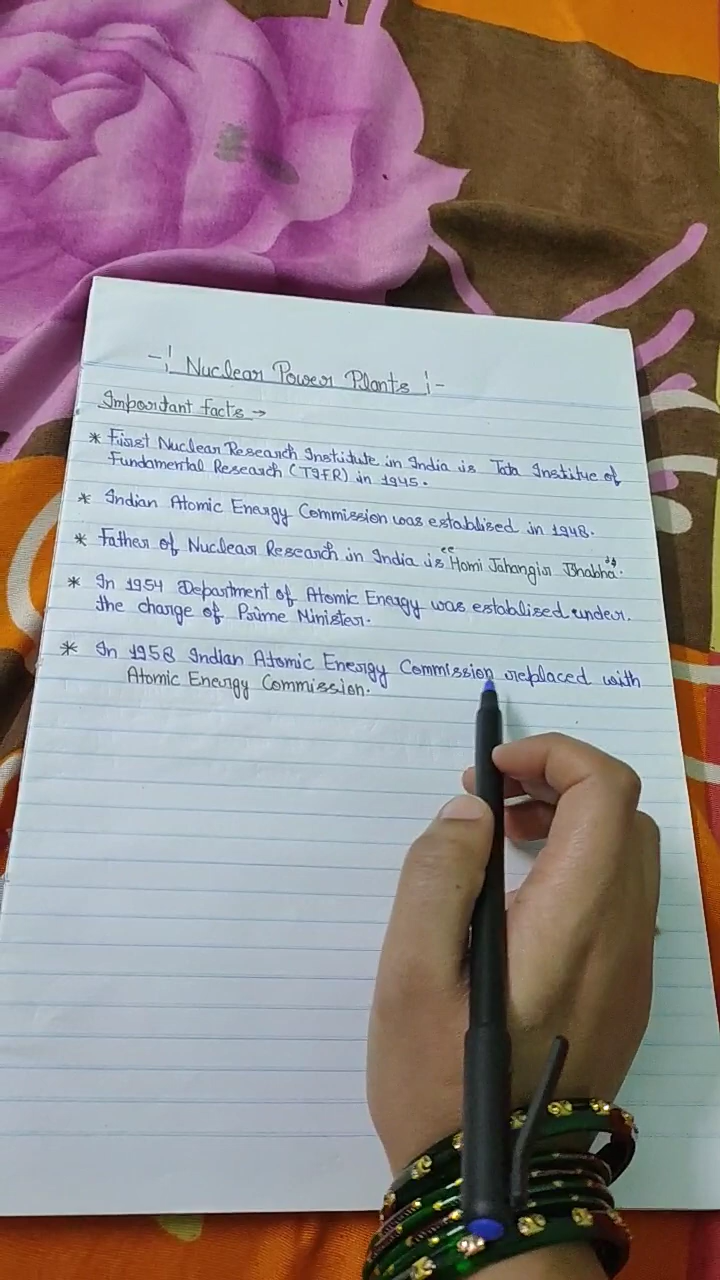 -: Nuclear Power Plants :-
Important facts →
* First Nuclear Research Institute in India is Tata Institue of
Fundamental Research (TIFR) in 1945.
* Indian Atomic Energy Commission was establised in 1948.
* Father of Nuclear Research in India is "Homi Jahangir Bhabha".
* In 1954 Department of Atomic Energy was establised under.
the charge of Prime Minister.
* In 1958 Indian Atomic Energy Commission replaced with
Atomic Energy Commission.